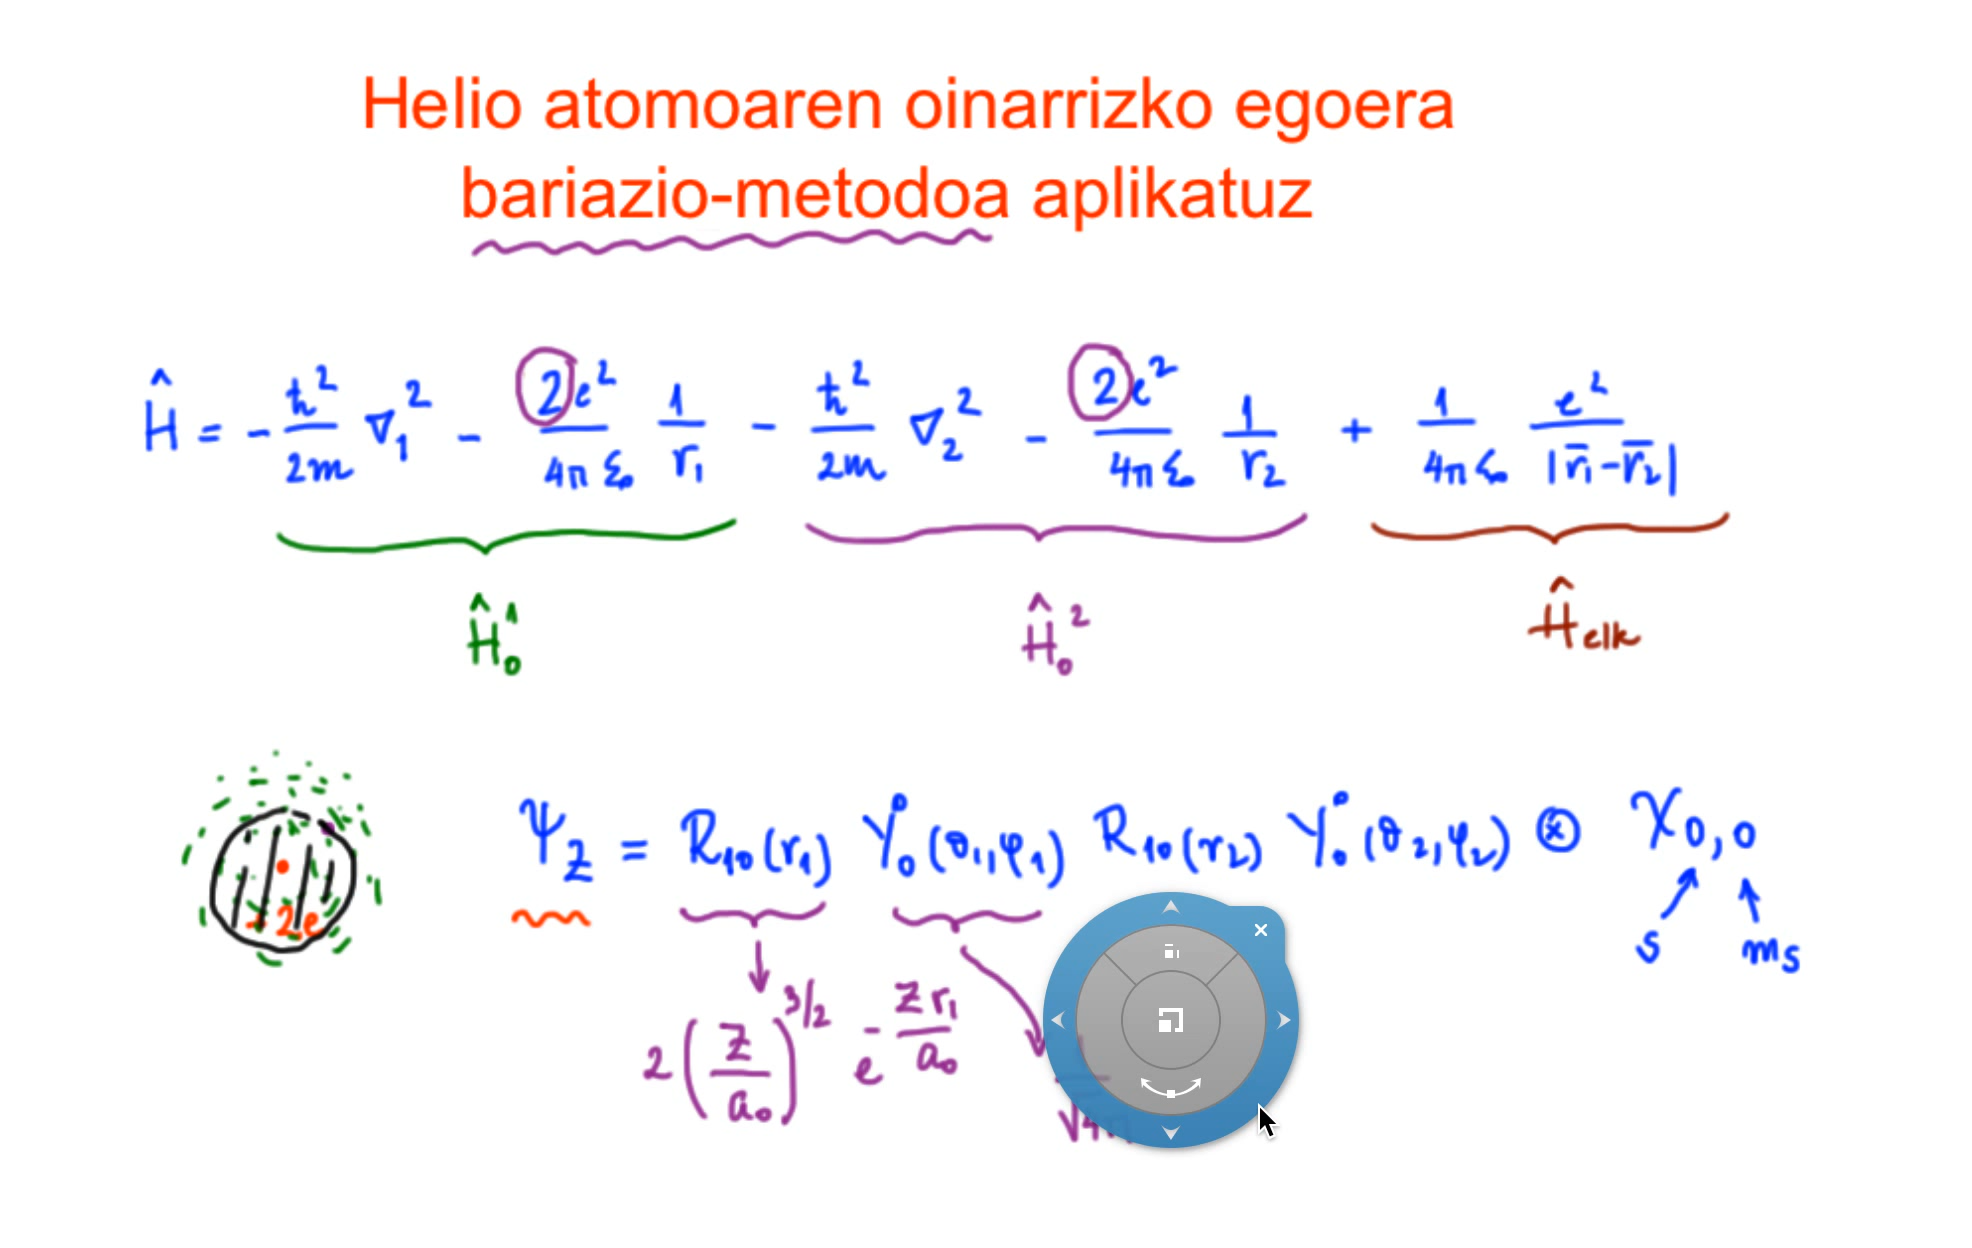 Helio atomoaren oinarrizko egoera
bariazio-metodoa aplikatuz
Ĥ = - ħ²/2m ∇₁² - 2e²/4πε₀ 1/r₁ - ħ²/2m ∇₂² - 2e²/4πε₀ 1/r₂ + 1/4πε₀ e²/|r̄₁-r̄₂|
Ĥ₀¹ Ĥ₀² Ĥelk
+2e
Ψ_Z = R₁₀(r₁) Y₀⁰(θ₁,φ₁) R₁₀(r₂) Y₀⁰(θ₂,φ₂) ⊗ χ₀,₀
s mₛ
2(Z/a₀)^3/2 e^-Zr₁/a₀ 1/√4π